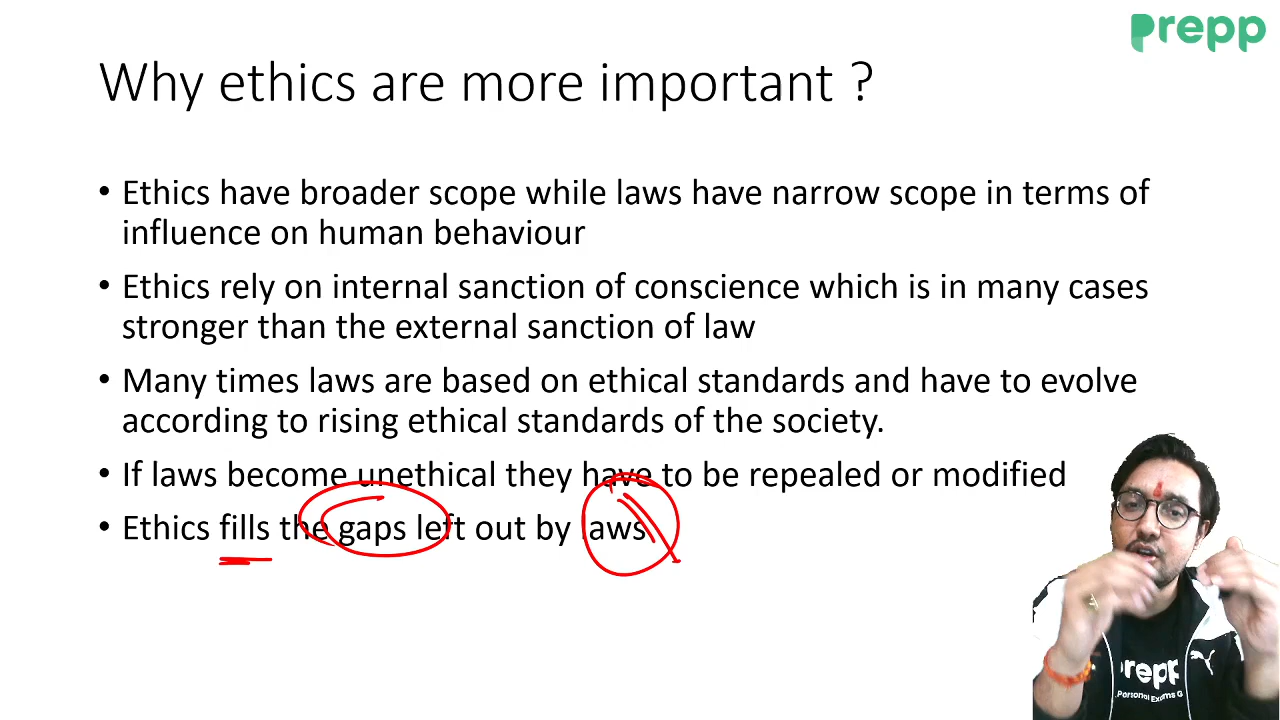 prepp
Why ethics are more important ?
• Ethics have broader scope while laws have narrow scope in terms of
influence on human behaviour
• Ethics rely on internal sanction of conscience which is in many cases
stronger than the external sanction of law
• Many times laws are based on ethical standards and have to evolve
according to rising ethical standards of the society.
• If laws become unethical they have to be repealed or modified
• Ethics fills the gaps left out by laws
prepp
Personal Exams G